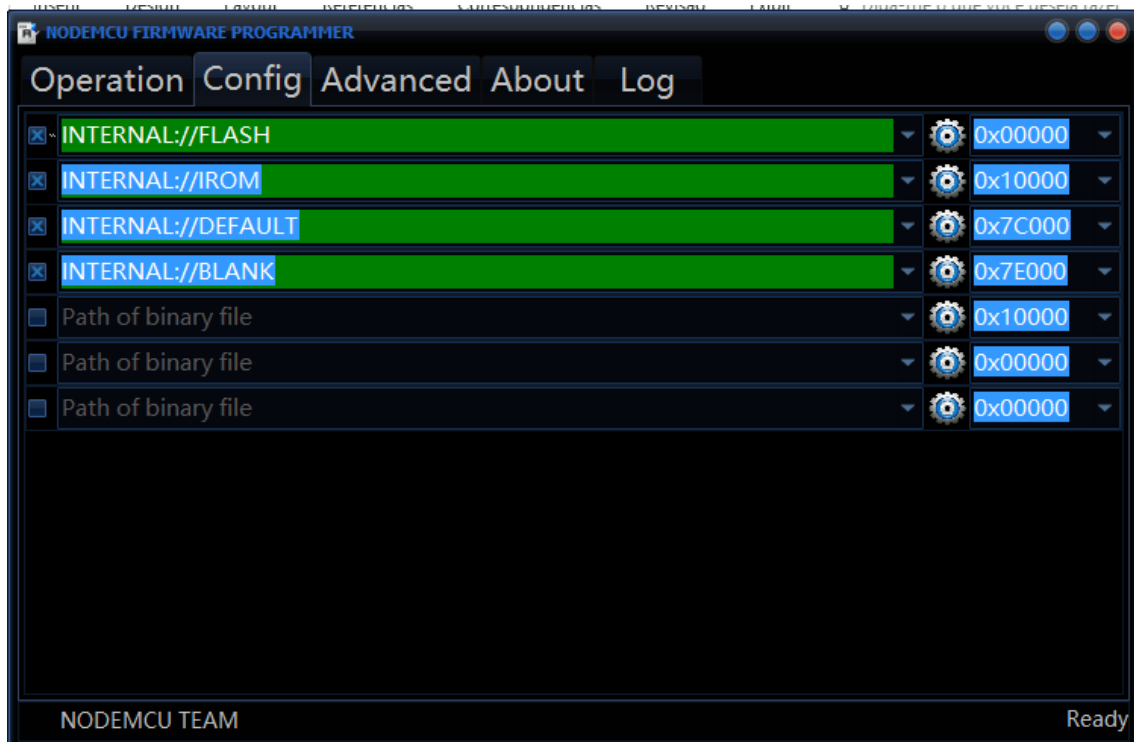 NODEMCU FIRMWARE PROGRAMMER
Operation Config Advanced About Log
INTERNAL://FLASH 0x00000
INTERNAL://IROM 0x10000
INTERNAL://DEFAULT 0x7C000
INTERNAL://BLANK 0x7E000
Path of binary file 0x10000
Path of binary file 0x00000
Path of binary file 0x00000
NODEMCU TEAM Ready